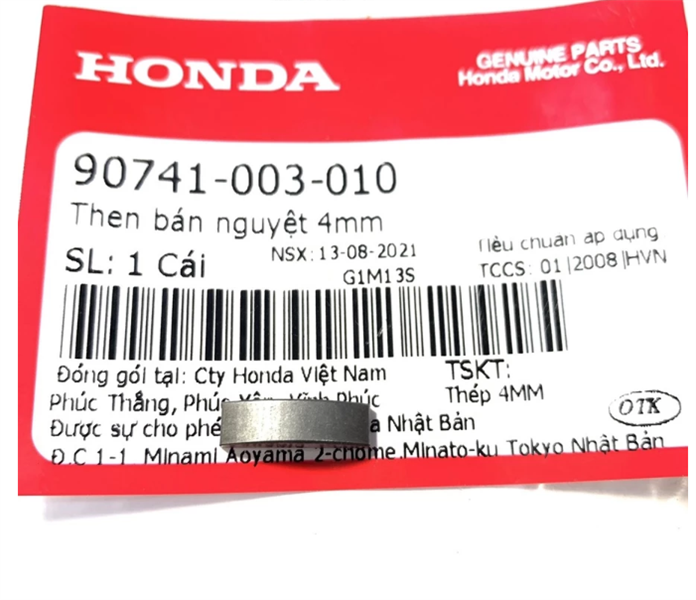 HONDA
GENUINE PARTS
Honda Motor Co., Ltd.
90741-003-010
Then bán nguyệt 4mm
SL: 1 Cái
NSX: 13-08-2021
G1M13S
Tiêu chuẩn áp dụng
TCCS: 01|2008|HVN
Đóng gói tại: Cty Honda Việt Nam
TSKT:
Phúc Thắng, Phúc Yên, Vĩnh Phúc
Thép 4MM
Được sự cho phé a Nhật Bản
OTK
Đ.C 1-1 Minami Aoyama 2-chome.Minato-ku Tokyo Nhật Bản